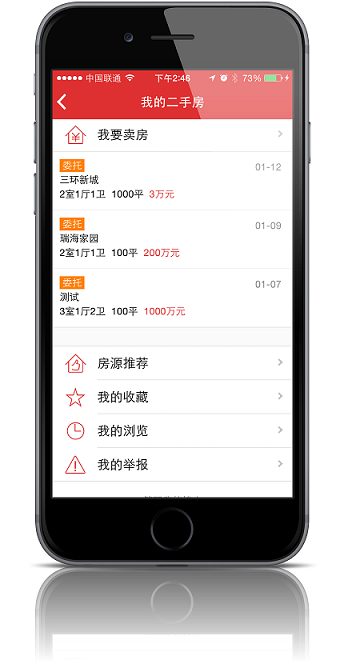 中国联通 下午2:46 73%
我的二手房
我要卖房
委托 01-12
三环新城
2室1厅1卫 1000平 3万元
委托 01-09
瑞海家园
2室1厅1卫 100平 200万元
委托 01-07
测试
3室1厅2卫 100平 1000万元
房源推荐
我的收藏
我的浏览
我的举报